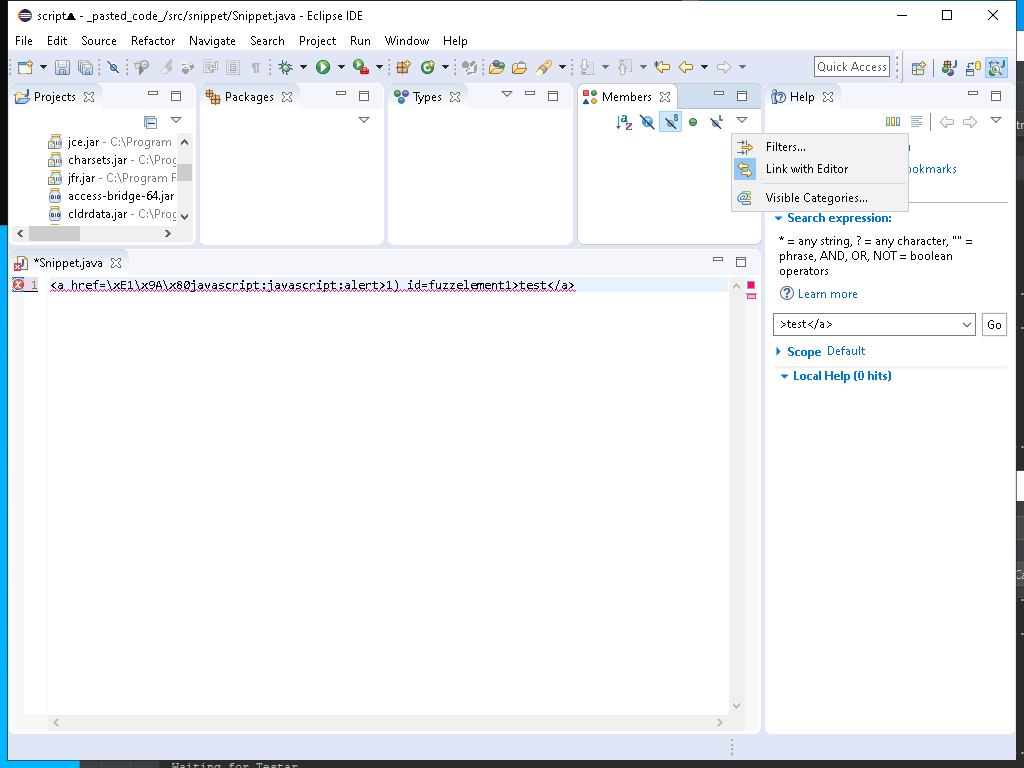 script▲ - _pasted_code_/src/snippet/Snippet.java - Eclipse IDE
File Edit Source Refactor Navigate Search Project Run Window Help
Quick Access
Projects
Packages
Types
Members
Help
jce.jar - C:\Program
charsets.jar - C:\Prog
jfr.jar - C:\Program F
access-bridge-64.jar
cldrdata.jar - C:\Prog
Filters...
Link with Editor
Visible Categories...
ookmarks
Search expression:
* = any string, ? = any character, "" =
phrase, AND, OR, NOT = boolean
operators
Learn more
>test</a>
Go
Scope Default
Local Help (0 hits)
*Snippet.java
1 <a href=\xE1\x9A\x80javascript:javascript:alert>1) id=fuzzelement1>test</a>
Waiting for Testar